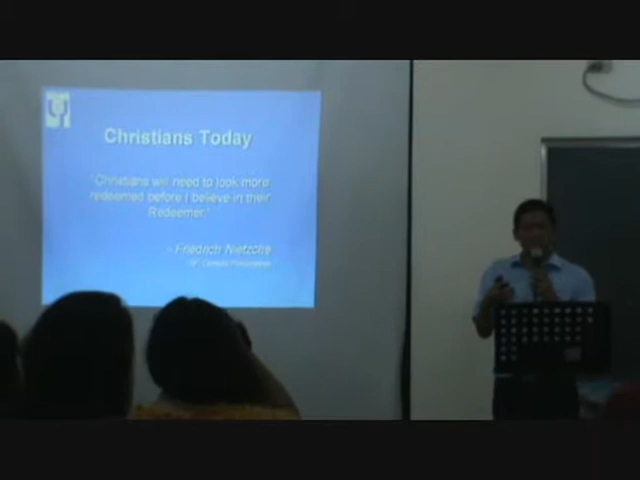 Christians Today
"Christians will need to look more
redeemed before I believe in their
Redeemer."
- Friedrich Nietzche